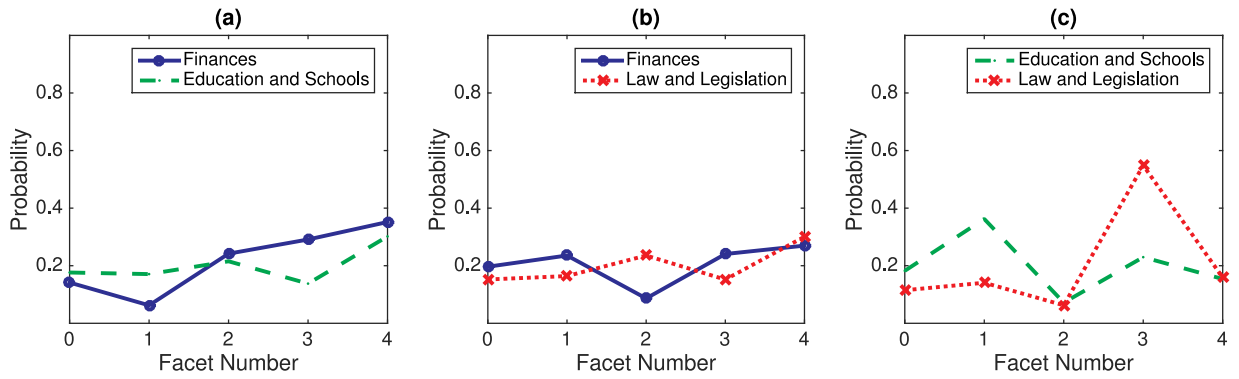 (a)
Finances
Education and Schools
0.8
0.6
0.4
0.2
0 1 2 3 4
Probability
Facet Number
(b)
Finances
Law and Legislation
0.8
0.6
0.4
0.2
0 1 2 3 4
Probability
Facet Number
(c)
Education and Schools
Law and Legislation
0.8
0.6
0.4
0.2
0 1 2 3 4
Probability
Facet Number